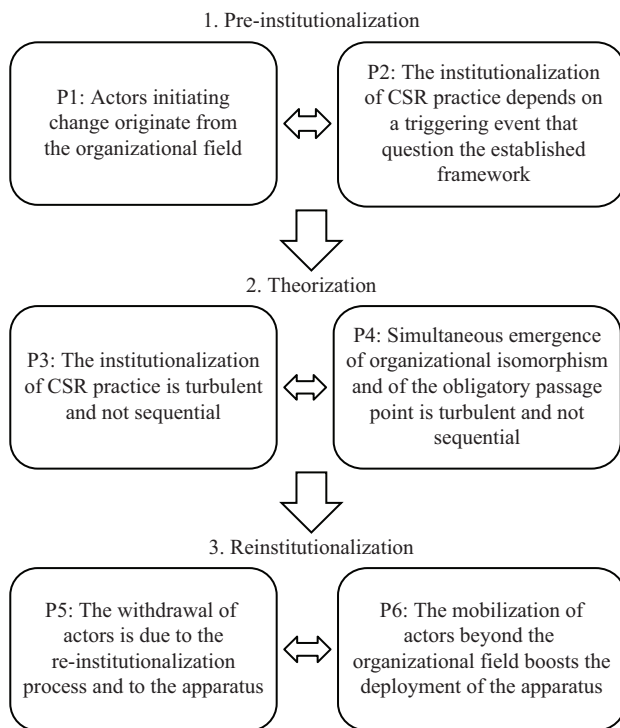 1. Pre-institutionalization
P1: Actors initiating
change originate from
the organizational field
P2: The institutionalization
of CSR practice depends on
a triggering event that
question the established
framework
2. Theorization
P3: The institutionalization
of CSR practice is turbulent
and not sequential
P4: Simultaneous emergence
of organizational isomorphism
and of the obligatory passage
point is turbulent and not
sequential
3. Reinstitutionalization
P5: The withdrawal of
actors is due to the
re-institutionalization
process and to the apparatus
P6: The mobilization of
actors beyond the
organizational field boosts the
deployment of the apparatus